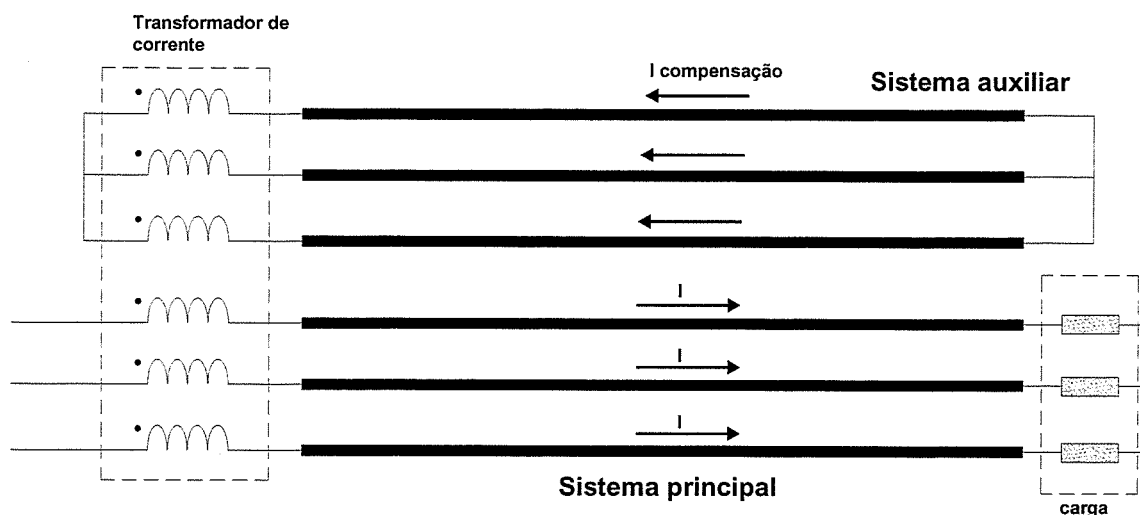 Transformador de
corrente
I compensação
Sistema auxiliar
I
I
I
Sistema principal
carga